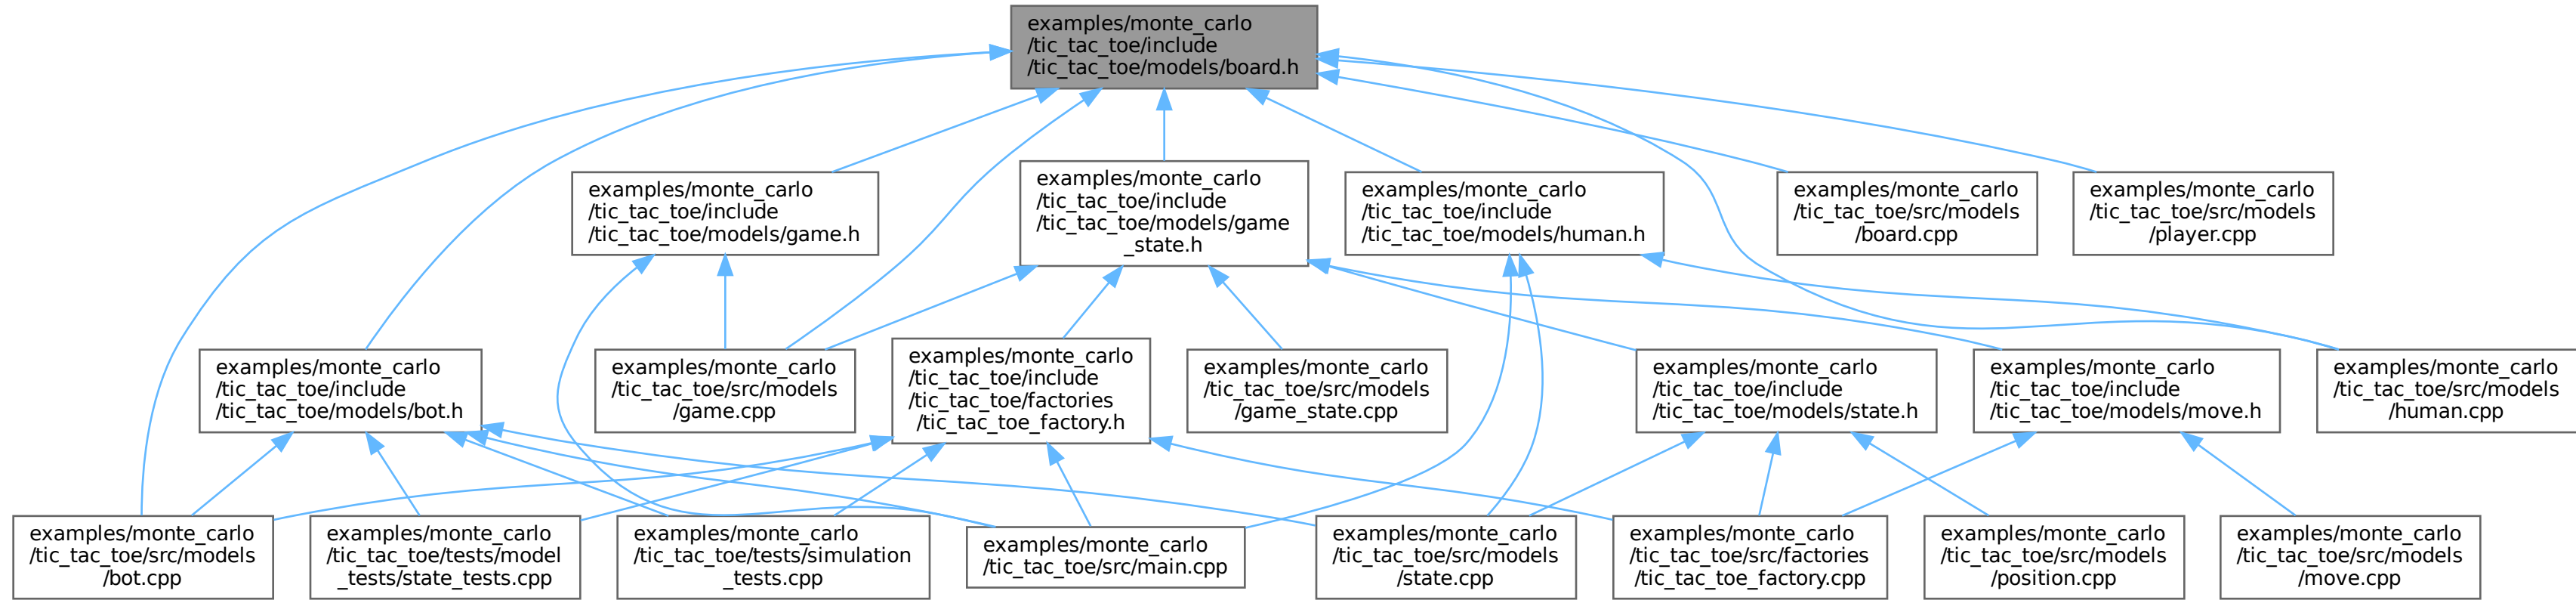 examples/monte_carlo
/tic_tac_toe/include
/tic_tac_toe/models/board.h
examples/monte_carlo
/tic_tac_toe/include
/tic_tac_toe/models/game.h
examples/monte_carlo
/tic_tac_toe/include
/tic_tac_toe/models/game
_state.h
examples/monte_carlo
/tic_tac_toe/include
/tic_tac_toe/models/human.h
examples/monte_carlo
/tic_tac_toe/src/models
/board.cpp
examples/monte_carlo
/tic_tac_toe/src/models
/player.cpp
examples/monte_carlo
/tic_tac_toe/include
/tic_tac_toe/models/bot.h
examples/monte_carlo
/tic_tac_toe/src/models
/game.cpp
examples/monte_carlo
/tic_tac_toe/include
/tic_tac_toe/factories
/tic_tac_toe_factory.h
examples/monte_carlo
/tic_tac_toe/src/models
/game_state.cpp
examples/monte_carlo
/tic_tac_toe/include
/tic_tac_toe/models/state.h
examples/monte_carlo
/tic_tac_toe/include
/tic_tac_toe/models/move.h
examples/monte_carlo
/tic_tac_toe/src/models
/human.cpp
examples/monte_carlo
/tic_tac_toe/src/models
/bot.cpp
examples/monte_carlo
/tic_tac_toe/tests/model
_tests/state_tests.cpp
examples/monte_carlo
/tic_tac_toe/tests/simulation
_tests.cpp
examples/monte_carlo
/tic_tac_toe/src/main.cpp
examples/monte_carlo
/tic_tac_toe/src/models
/state.cpp
examples/monte_carlo
/tic_tac_toe/src/factories
/tic_tac_toe_factory.cpp
examples/monte_carlo
/tic_tac_toe/src/models
/position.cpp
examples/monte_carlo
/tic_tac_toe/src/models
/move.cpp